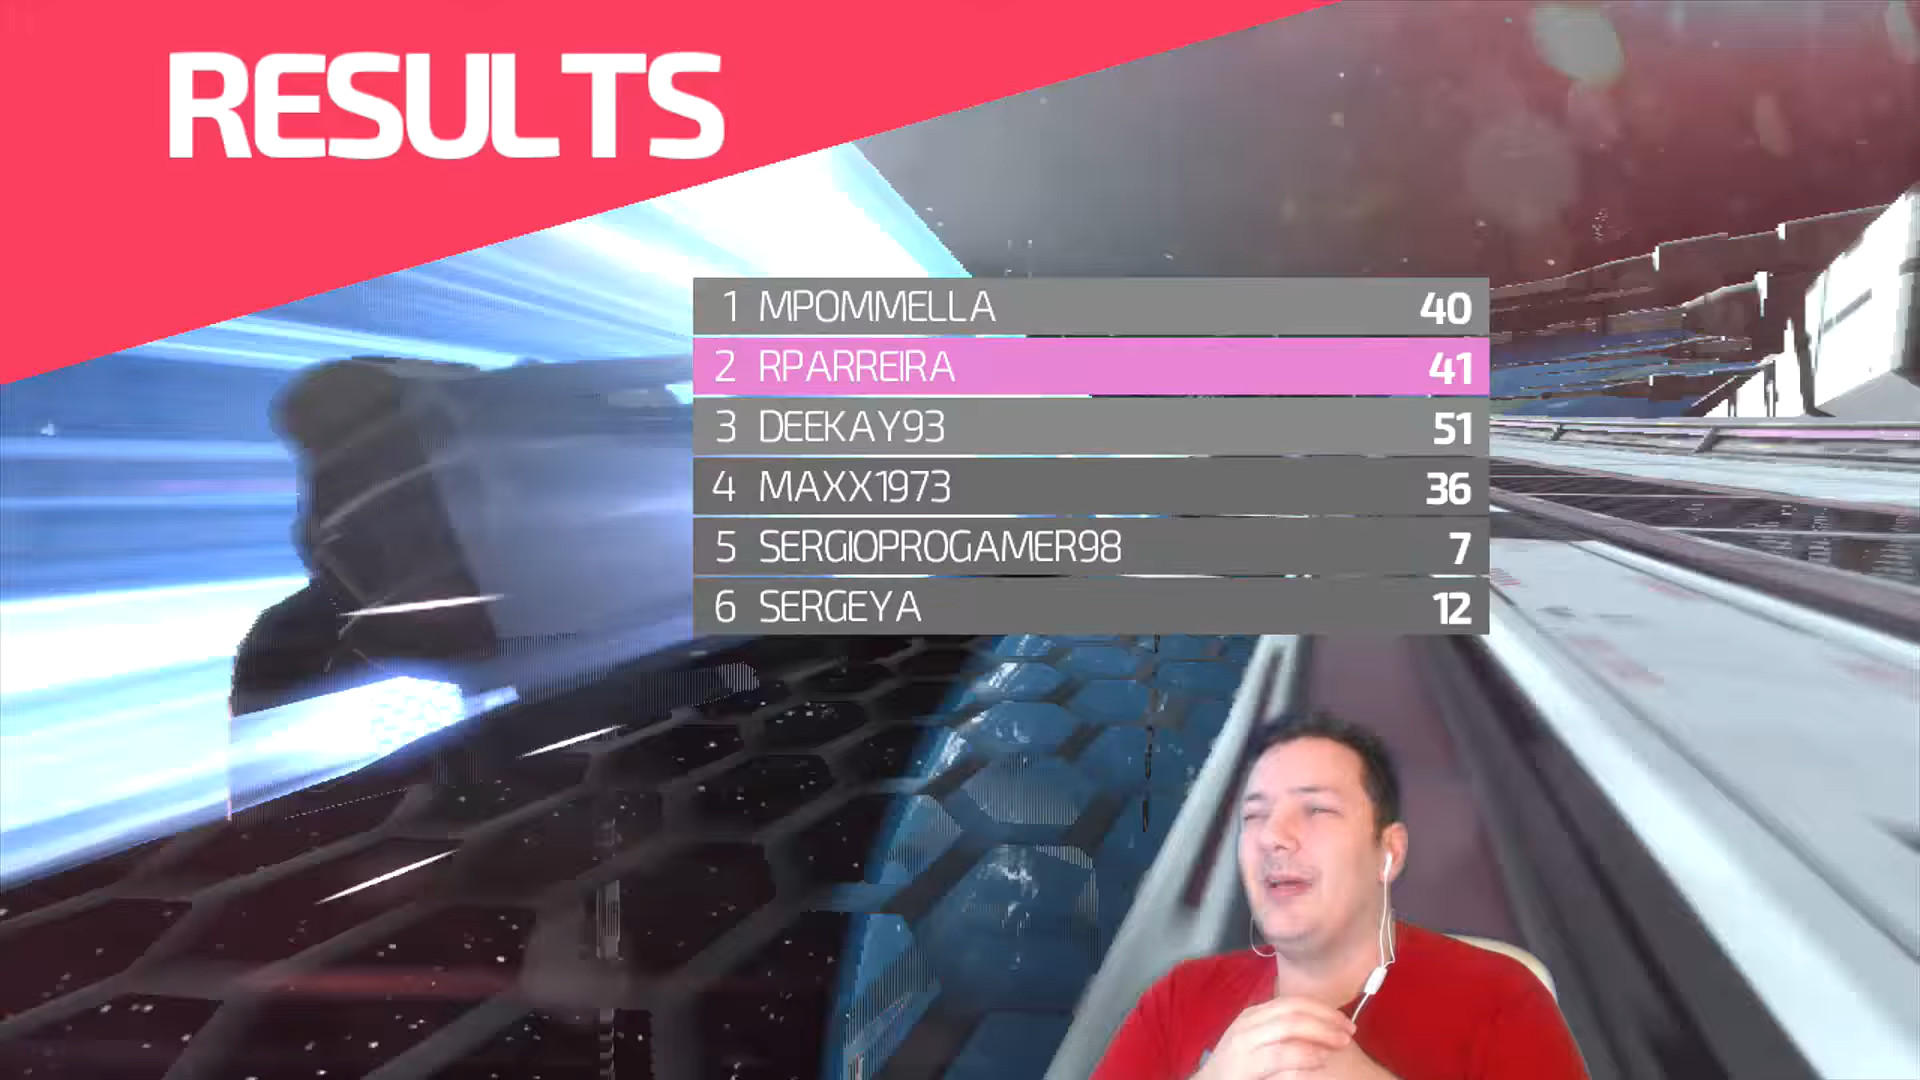 RESULTS
1 MPOMMELLA 40
2 RPARREIRA 41
3 DEEKAY93 51
4 MAXX1973 36
5 SERGIOPROGAMER98 7
6 SERGEYA 12